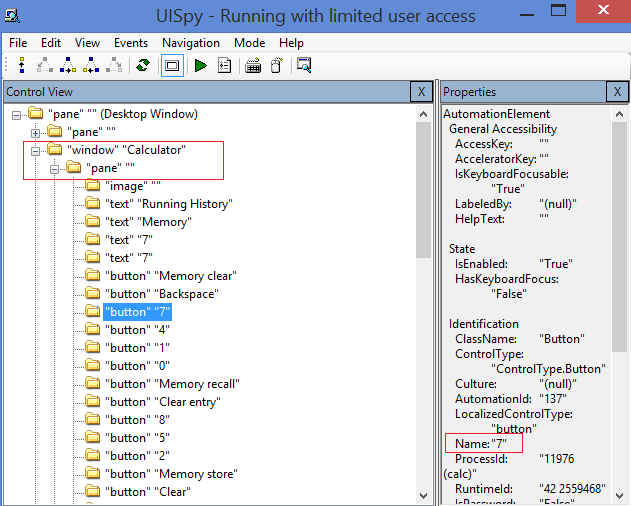 UISpy - Running with limited user access
File Edit View Events Navigation Mode Help
Control View X
"pane" "" (Desktop Window)
"pane" ""
"window" "Calculator"
"pane" ""
"image" ""
"text" "Running History"
"text" "Memory"
"text" "7"
"text" "7"
"button" "Memory clear"
"button" "Backspace"
"button" "7"
"button" "4"
"button" "1"
"button" "0"
"button" "Memory recall"
"button" "Clear entry"
"button" "8"
"button" "5"
"button" "2"
"button" "Memory store"
"button" "Clear"
Properties X
AutomationElement
General Accessibility
AccessKey: ""
AcceleratorKey: ""
IsKeyboardFocusable:
"True"
LabeledBy: "(null)"
HelpText: ""
State
IsEnabled: "True"
HasKeyboardFocus:
"False"
Identification
ClassName: "Button"
ControlType:
"ControlType.Button"
Culture: "(null)"
AutomationId: "137"
LocalizedControlType:
"button"
Name: "7"
ProcessId: "11976
(calc)"
RuntimeId: "42 2559468"
IsPassword: "False"